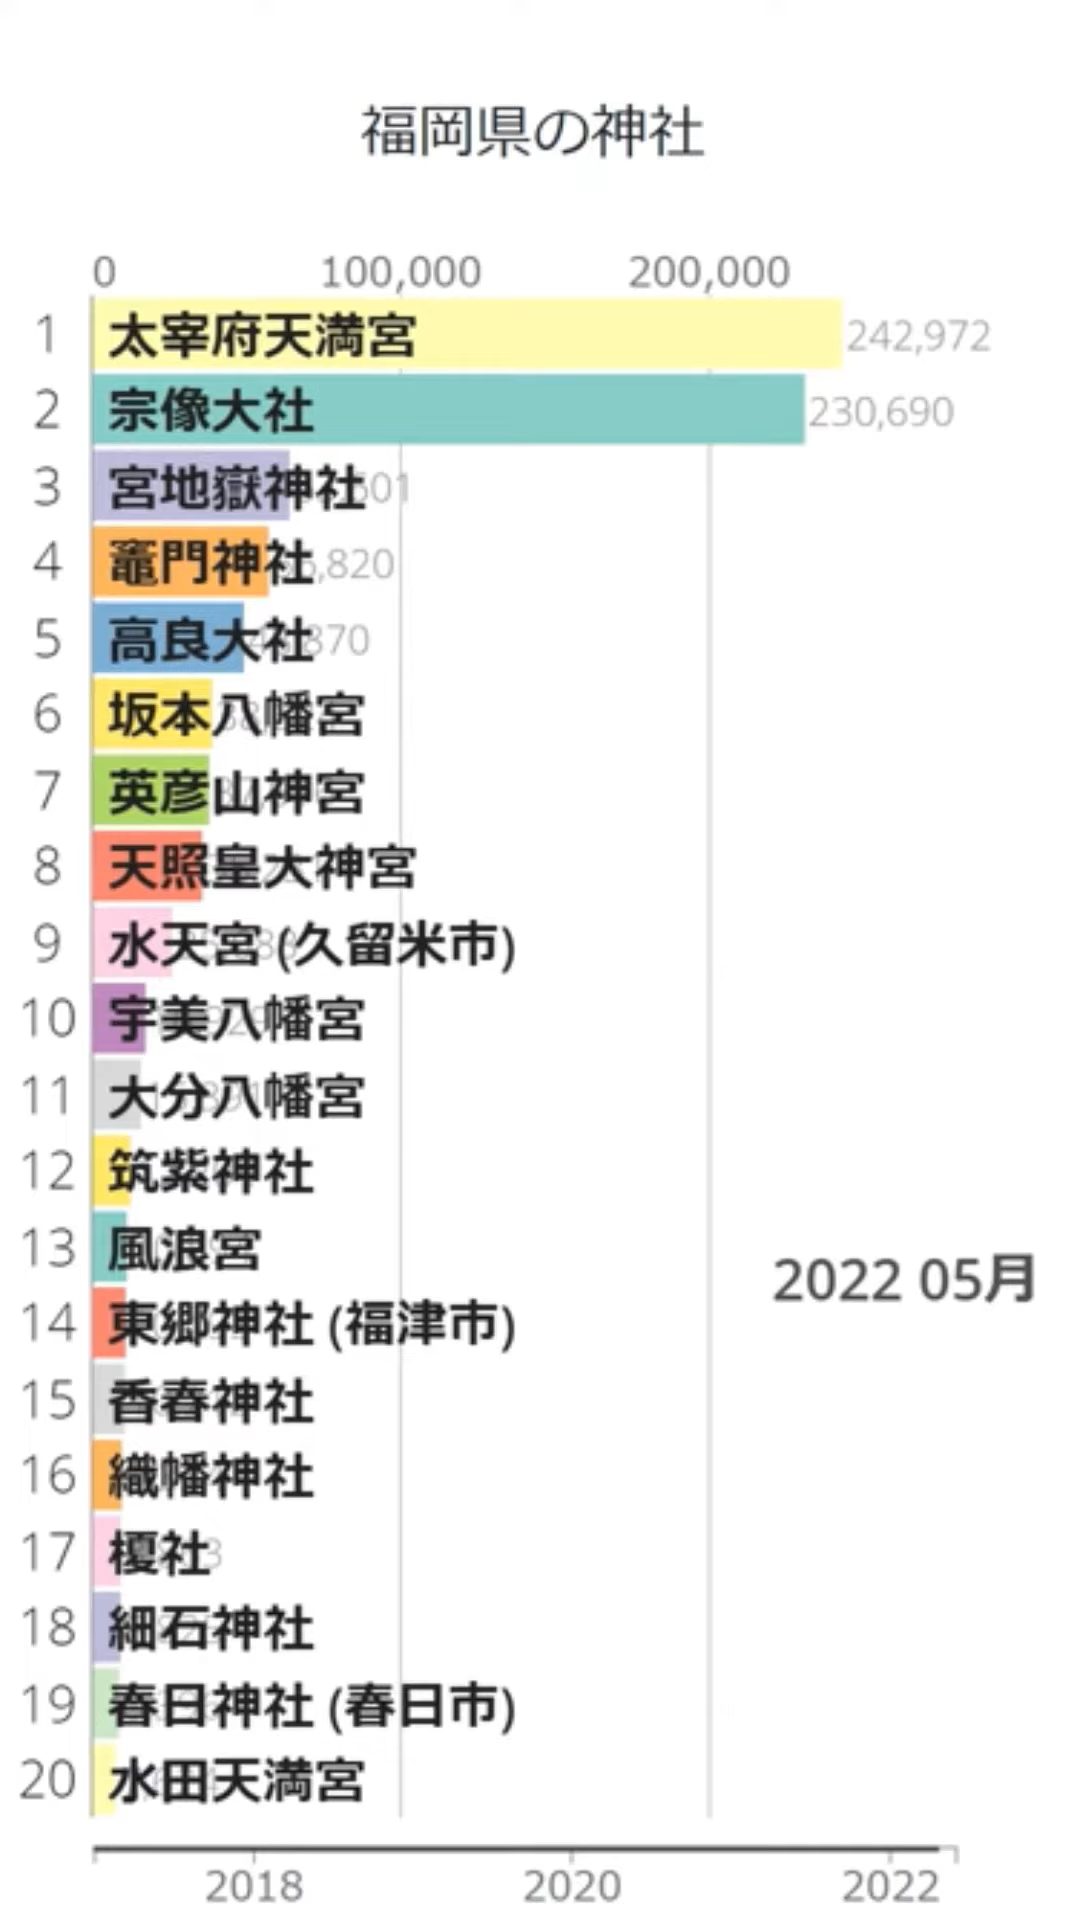 福岡県の神社
0 100,000 200,000
1 太宰府天満宮 242,972
2 宗像大社 230,690
3 宮地嶽神社
4 竈門神社
5 高良大社
6 坂本八幡宮
7 英彦山神宮
8 天照皇大神宮
9 水天宮 (久留米市)
10 宇美八幡宮
11 大分八幡宮
12 筑紫神社
13 風浪宮
14 東郷神社 (福津市)
15 香春神社
16 織幡神社
17 榎社
18 細石神社
19 春日神社 (春日市)
20 水田天満宮
2022 05月
2018 2020 2022